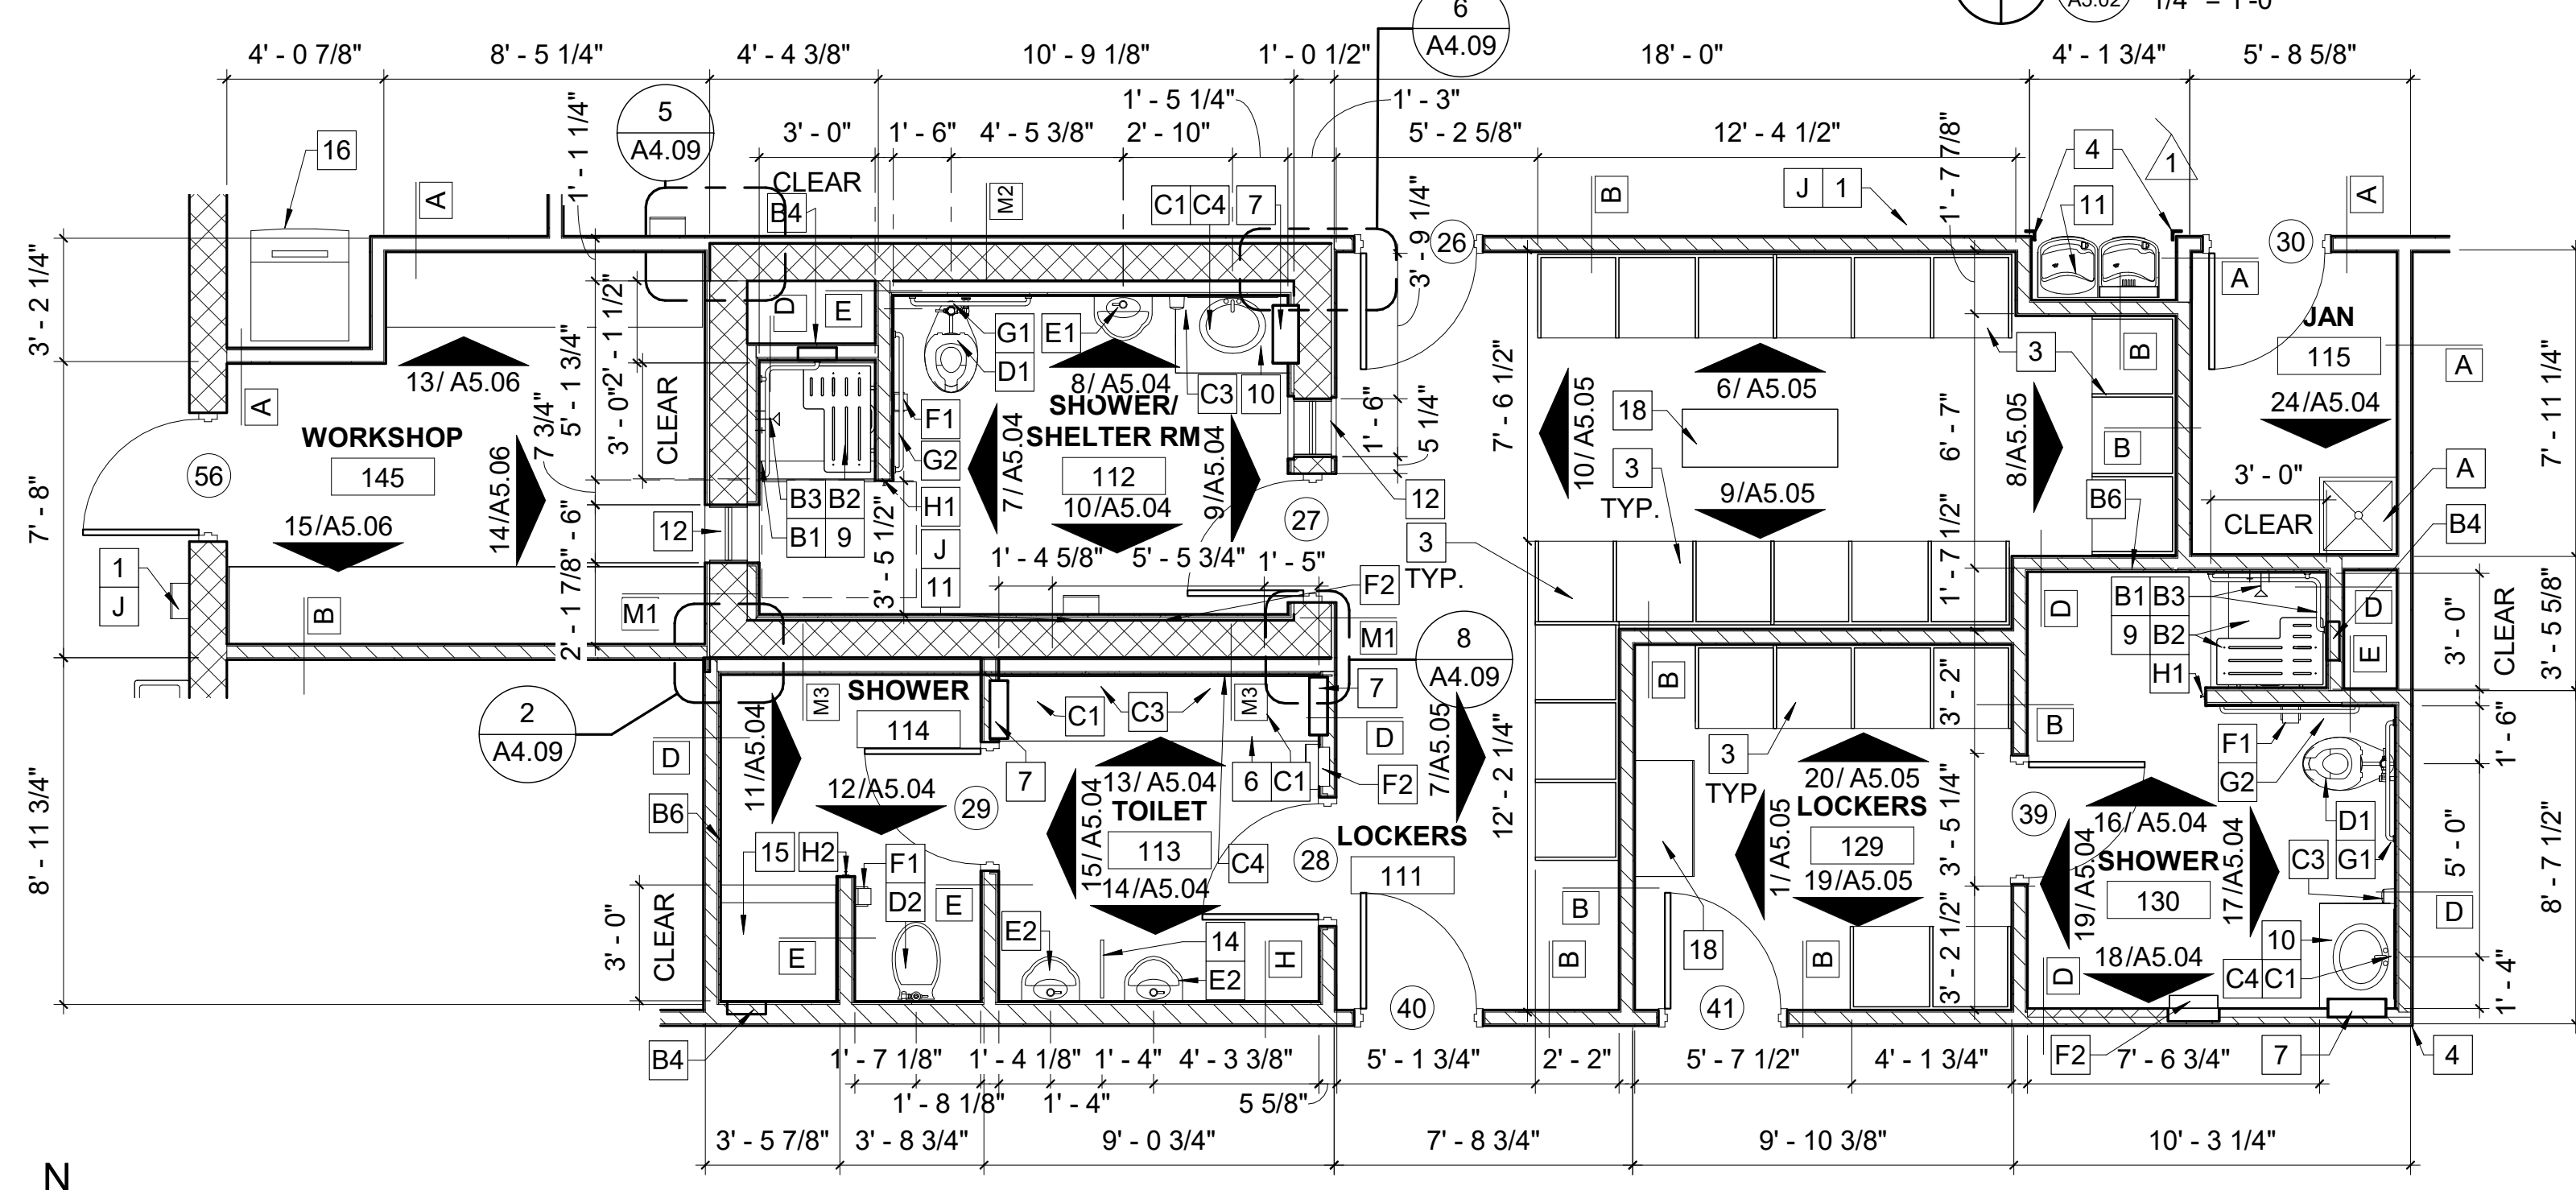 6
A4.09
A5.02
4' - 0 7/8"
8' - 5 1/4"
4' - 4 3/8"
10' - 9 1/8"
1' - 0 1/2"
18' - 0"
4' - 1 3/4"
5' - 8 5/8"
1' - 5 1/4"
1' - 3"
5
A4.09
1' - 1 1/4"
3' - 0"
CLEAR
1' - 6"
4' - 5 3/8"
2' - 10"
5' - 2 5/8"
12' - 4 1/2"
1' - 7 7/8"
4
1
16
A
B4
M2
C1 C4
7
B
J 1
11
A
3' - 9 1/4"
26
30
A
3' - 2 1/4"
3' - 1 1/2"
D
E
G1
D1
E1
8/ A5.04
C3
10
3
B
JAN
115
A
7' - 11 1/4"
13/ A5.06
A
5' - 1 3/4"
2' - 1 1/2"
3' - 0"
CLEAR
F1
G2
SHOWER/
SHELTER RM
112
10/A5.04
7/ A5.04
9/A5.04
1' - 6"
5 1/4"
7' - 6 1/2"
10/ A5.05
6/ A5.05
18
3
TYP.
9/A5.05
6' - 7"
8/A5.05
B
24/A5.04
3' - 0"
CLEAR
A
B4
WORKSHOP
145
15/A5.06
14/A5.06
56
7 3/4"
7' - 8"
12
B3 B2
B1 9
H1
J
11
3' - 5 1/2"
1' - 4 5/8"
5' - 5 3/4"
1' - 5"
27
12
3
TYP.
B6
1' - 7 1/2"
1
J
B
2' - 6"
2' - 1 7/8"
M1
F2
M1
8
A4.09
D
B1 B3
9 B2
H1
D
E
3' - 0"
CLEAR
3' - 5 5/8"
2
A4.09
SHOWER
114
M3
C1
C3
M3
7
D
7/A5.05
12' - 2 1/4"
B
3
TYP
3' - 2"
B
F1
G2
1' - 6"
D
11/A5.04
12/A5.04
7
13/ A5.04
TOILET
113
14/A5.04
15/ A5.04
6 C1
F2
B6
29
C4
28
LOCKERS
111
20/ A5.05
LOCKERS
129
19/A5.05
1/A5.05
3' - 5 1/4"
39
16/ A5.04
SHOWER
130
18/A5.04
19/ A5.04
17/A5.04
D1
G1
C3
5' - 0"
8' - 7 1/2"
8' - 11 3/4"
15
H2
F1
D2
E
3' - 0"
CLEAR
E
E2
14
E2
H
B
B
18
B
3' - 2 1/2"
D
10
C4 C1
D
1' - 4"
B4
40
41
F2
7
4
1' - 7 1/8"
1' - 4 1/8"
1' - 4"
4' - 3 3/8"
5' - 1 3/4"
2' - 2"
5' - 7 1/2"
4' - 1 3/4"
7' - 6 3/4"
1' - 8 1/8"
1' - 4"
5 5/8"
3' - 5 7/8"
3' - 8 3/4"
9' - 0 3/4"
7' - 8 3/4"
9' - 10 3/8"
10' - 3 1/4"
N